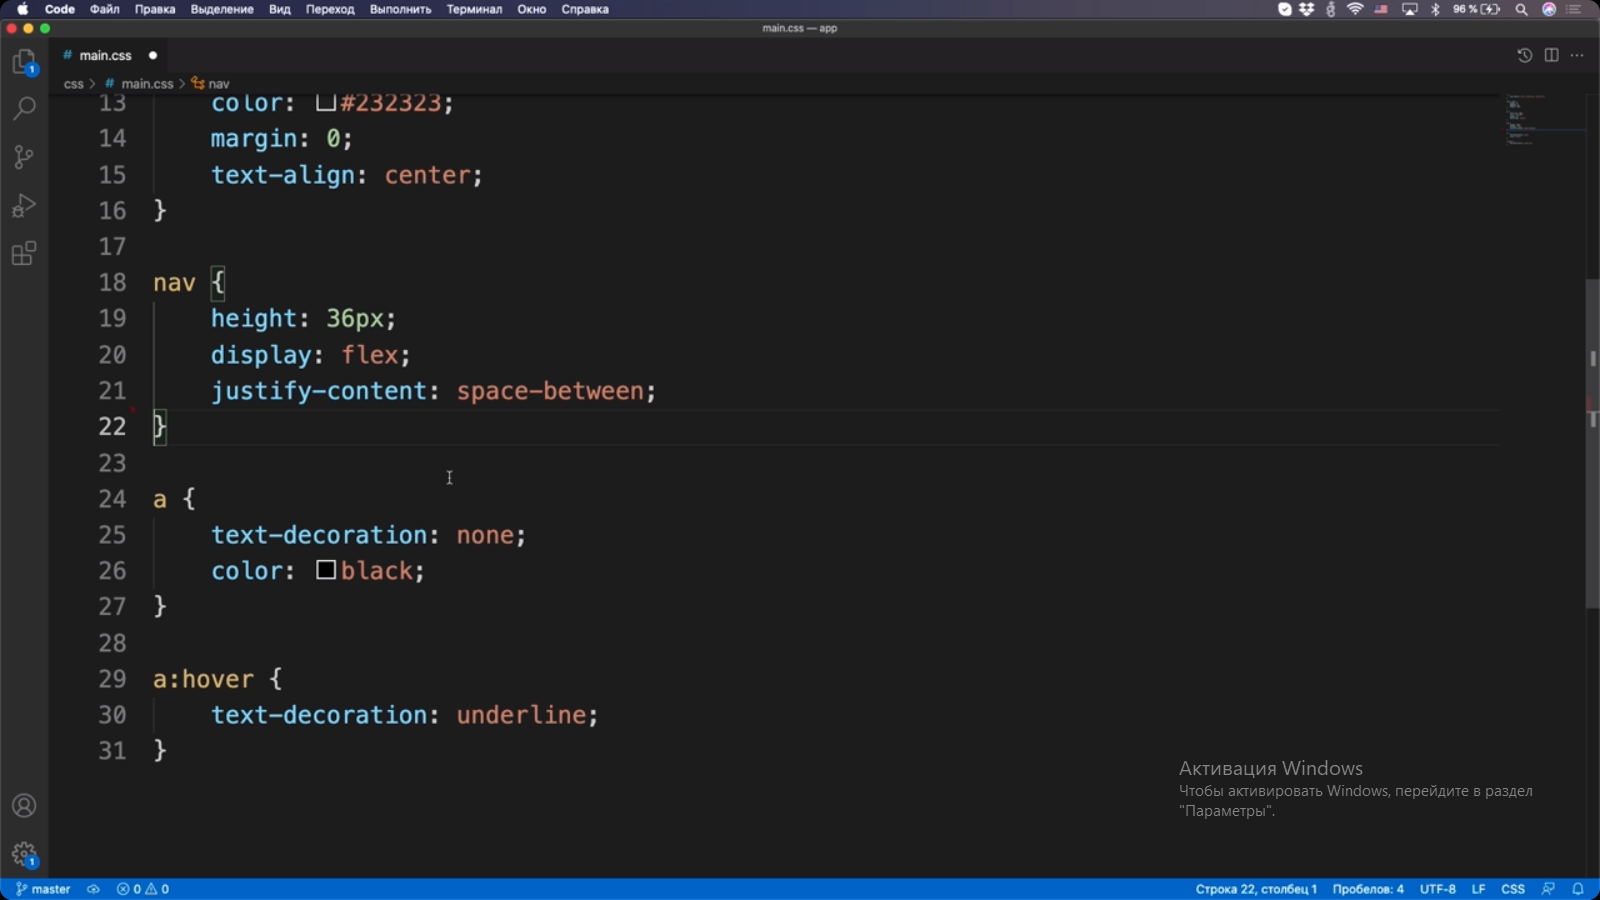 Code Файл Правка Выделение Вид Переход Выполнить Терминал Окно Справка 96 %
main.css — app
# main.css
css > # main.css > nav
13 color: #232323;
14 margin: 0;
15 text-align: center;
16 }
17
18 nav {
19 height: 36px;
20 display: flex;
21 justify-content: space-between;
22 }
23
24 a {
25 text-decoration: none;
26 color: black;
27 }
28
29 a:hover {
30 text-decoration: underline;
31 }
1
1
Активация Windows
Чтобы активировать Windows, перейдите в раздел
"Параметры".
master 0 0 Строка 22, столбец 1 Пробелов: 4 UTF-8 LF CSS